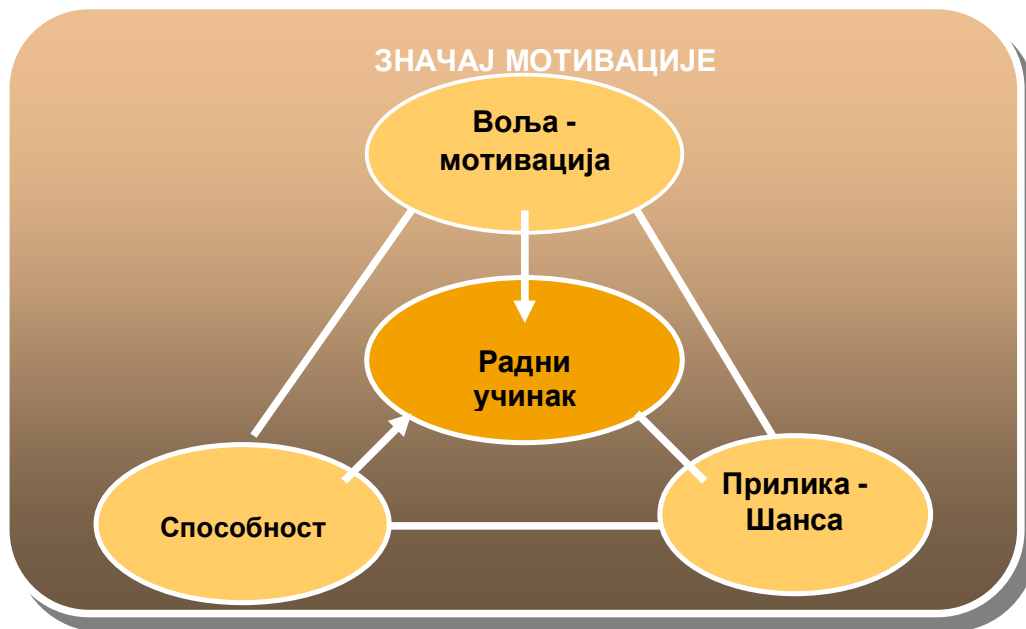 ЗНАЧАЈ МОТИВАЦИЈЕ
Воља -
мотивација
Радни
учинак
Способност
Прилика -
Шанса